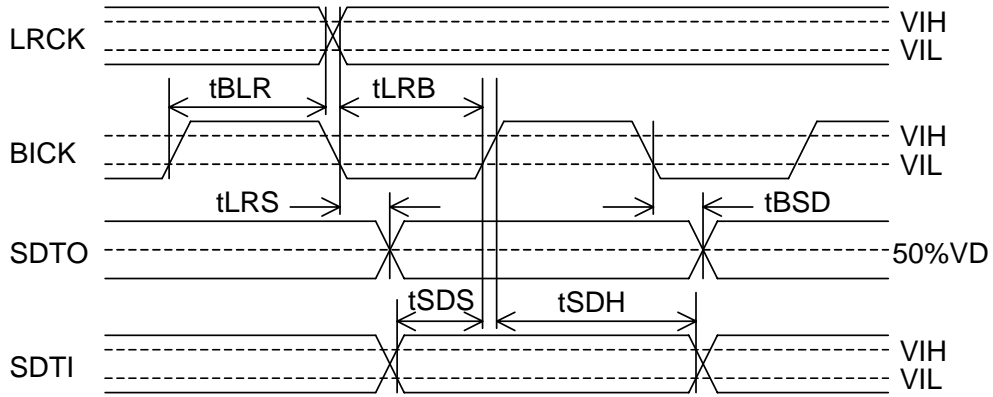 LRCK
VIH
VIL
tBLR
tLRB
BICK
VIH
VIL
tLRS
tBSD
SDTO
50%VD
tSDS
tSDH
SDTI
VIH
VIL